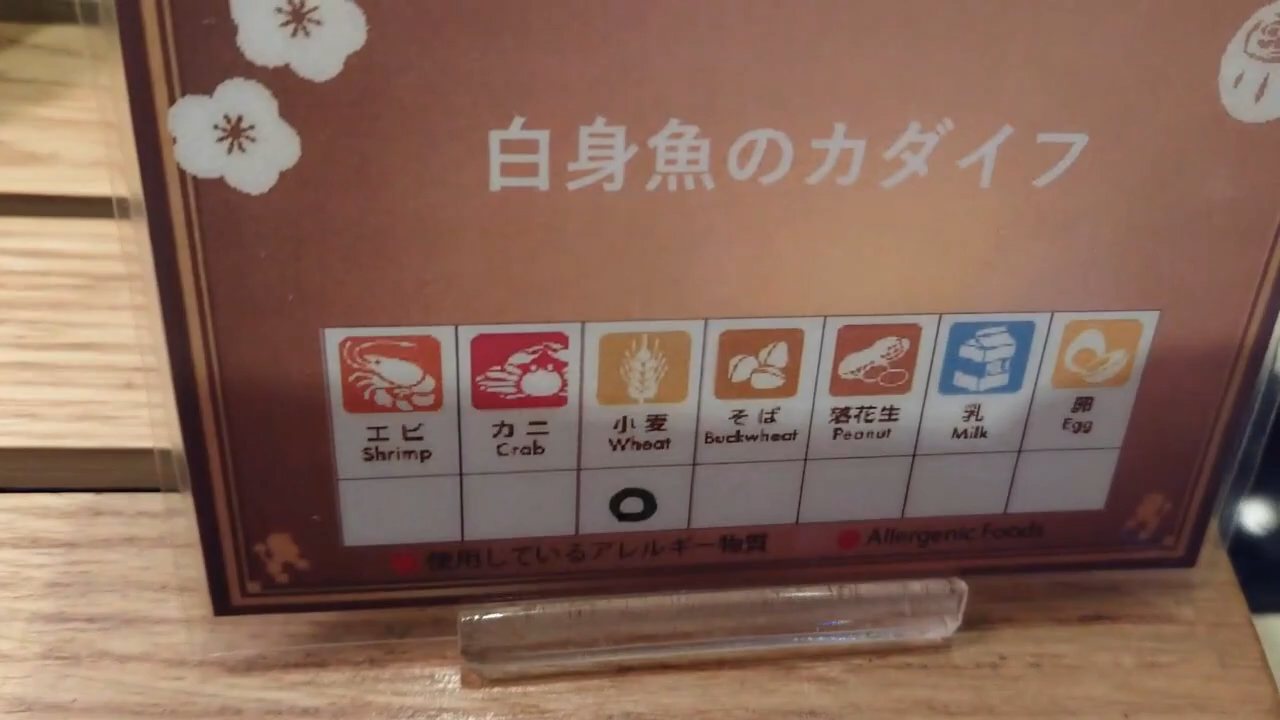 白身魚のカダイフ
エビ カニ 小麦 そば 落花生 乳 卵
Shrimp Crab Wheat Buckwheat Peanut Milk Egg
使用しているアレルギー物質 Allergenic Foods